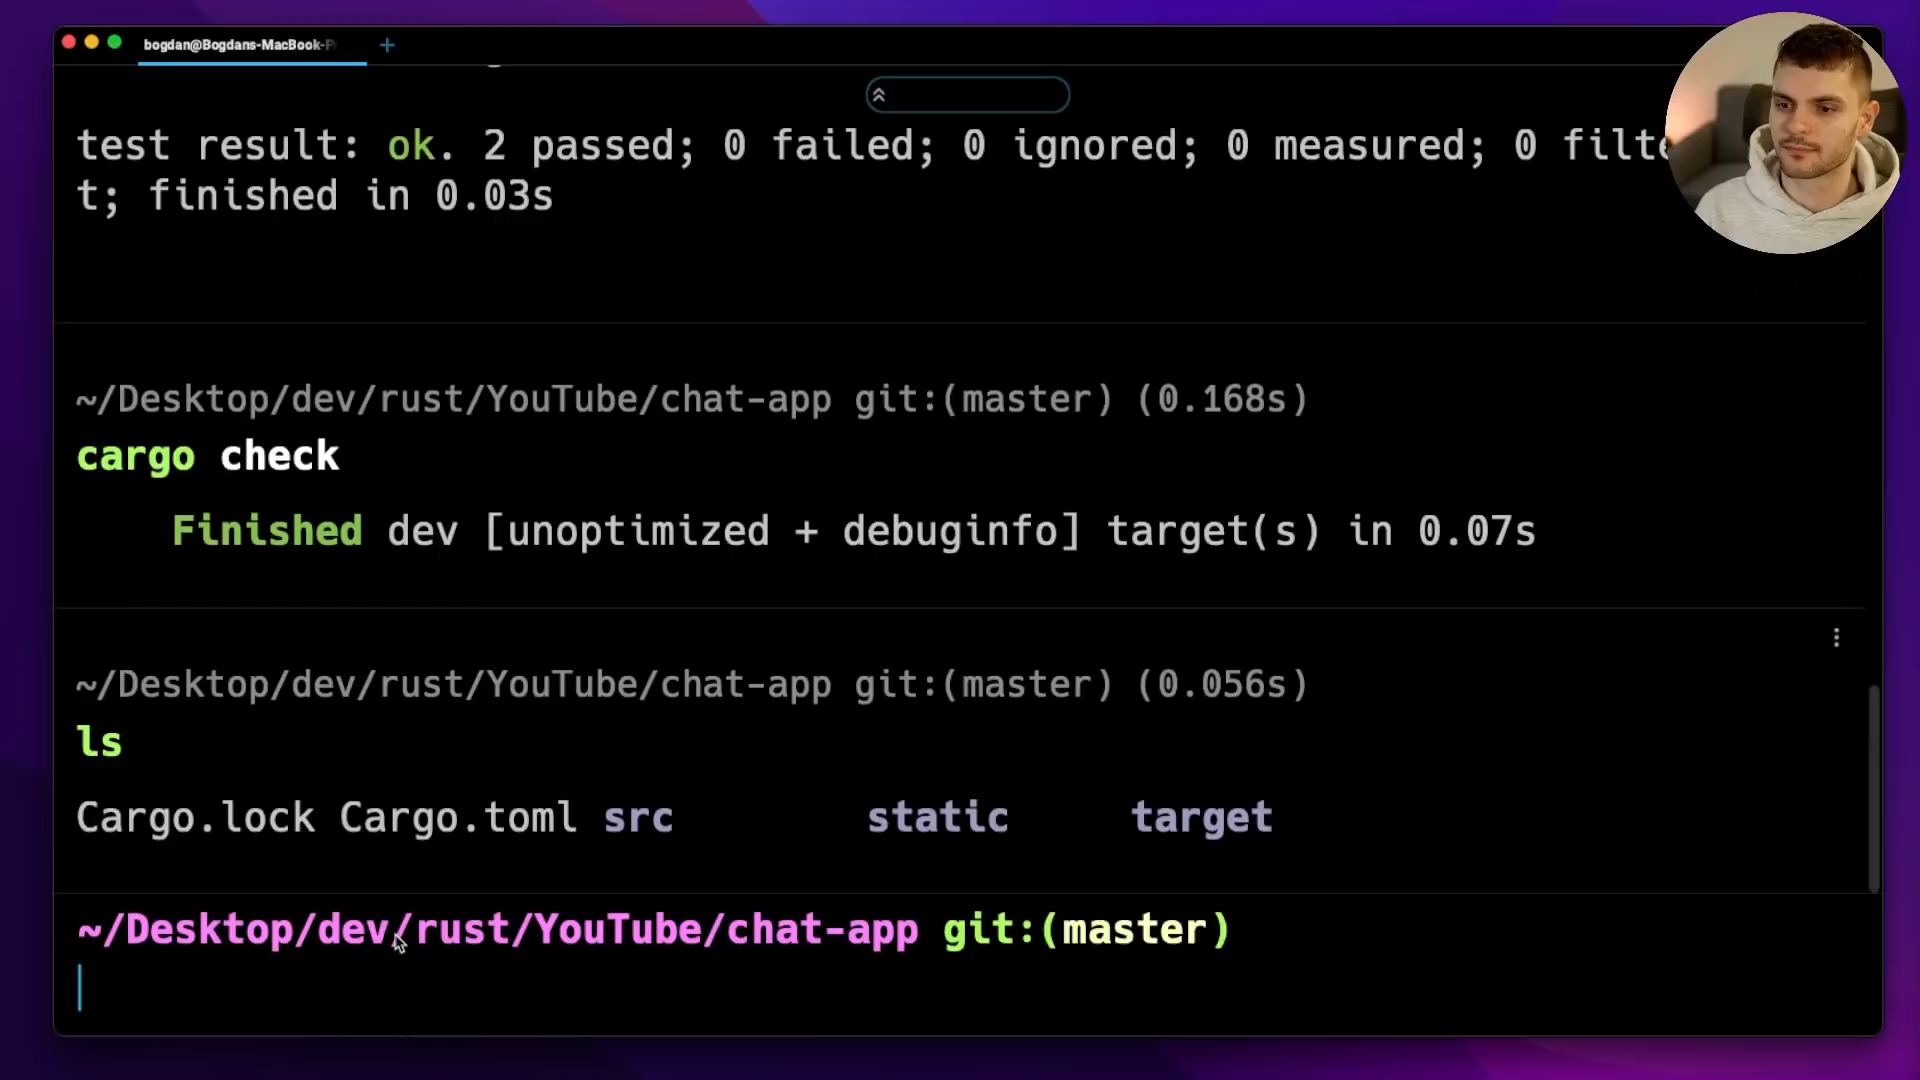 bogdan@Bogdans-MacBook-P
test result: ok. 2 passed; 0 failed; 0 ignored; 0 measured; 0 filte
t; finished in 0.03s
~/Desktop/dev/rust/YouTube/chat-app git:(master) (0.168s)
cargo check
Finished dev [unoptimized + debuginfo] target(s) in 0.07s
~/Desktop/dev/rust/YouTube/chat-app git:(master) (0.056s)
ls
Cargo.lock Cargo.toml src static target
~/Desktop/dev/rust/YouTube/chat-app git:(master)